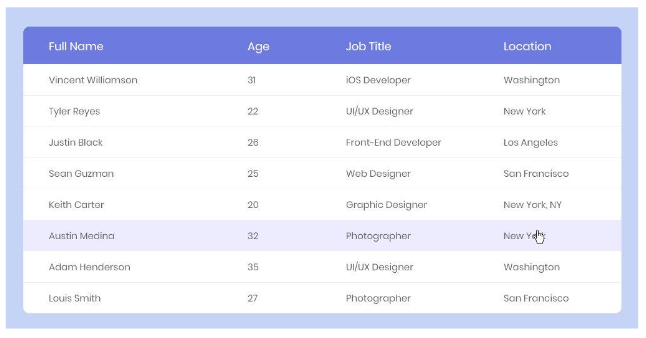 Full Name Age Job Title Location
Vincent Williamson 31 iOS Developer Washington
Tyler Reyes 22 UI/UX Designer New York
Justin Black 26 Front-End Developer Los Angeles
Sean Guzman 25 Web Designer San Francisco
Keith Carter 20 Graphic Designer New York, NY
Austin Medina 32 Photographer New York
Adam Henderson 35 UI/UX Designer Washington
Louis Smith 27 Photographer San Francisco